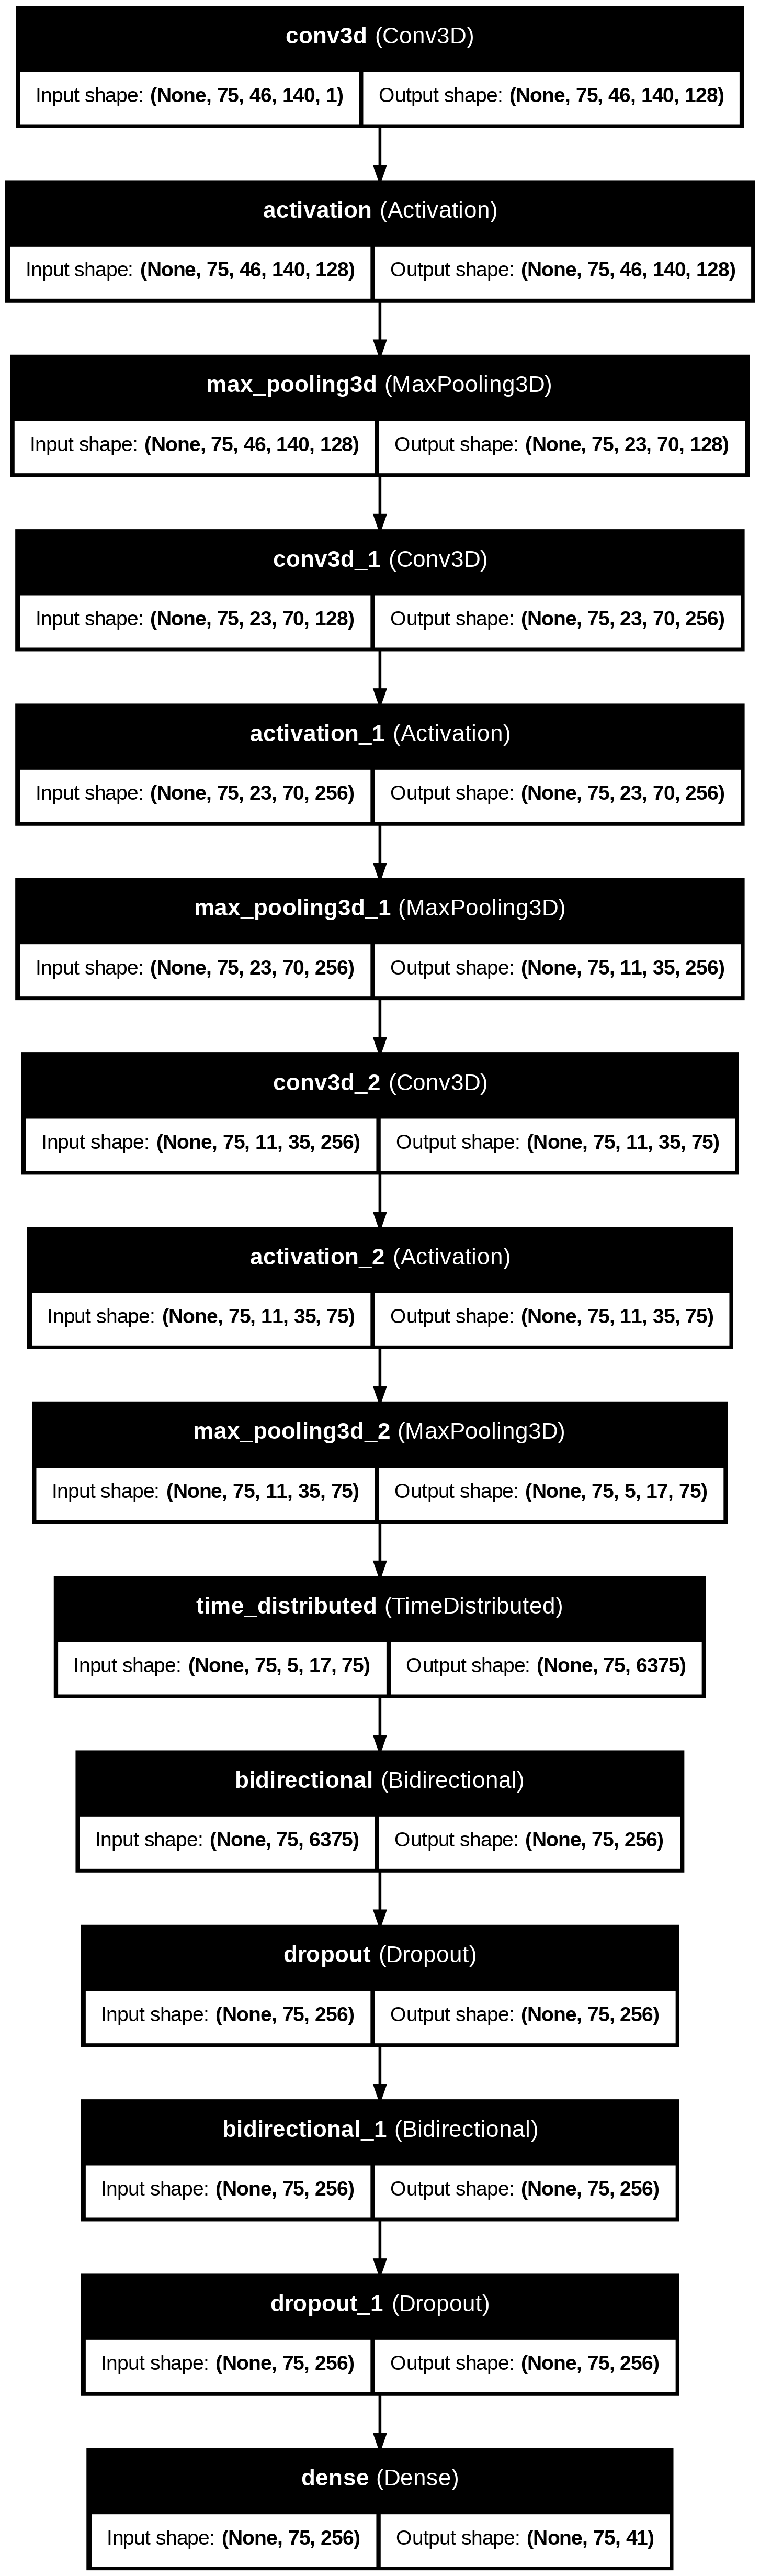 conv3d (Conv3D)
Input shape: (None, 75, 46, 140, 1) Output shape: (None, 75, 46, 140, 128)
activation (Activation)
Input shape: (None, 75, 46, 140, 128) Output shape: (None, 75, 46, 140, 128)
max_pooling3d (MaxPooling3D)
Input shape: (None, 75, 46, 140, 128) Output shape: (None, 75, 23, 70, 128)
conv3d_1 (Conv3D)
Input shape: (None, 75, 23, 70, 128) Output shape: (None, 75, 23, 70, 256)
activation_1 (Activation)
Input shape: (None, 75, 23, 70, 256) Output shape: (None, 75, 23, 70, 256)
max_pooling3d_1 (MaxPooling3D)
Input shape: (None, 75, 23, 70, 256) Output shape: (None, 75, 11, 35, 256)
conv3d_2 (Conv3D)
Input shape: (None, 75, 11, 35, 256) Output shape: (None, 75, 11, 35, 75)
activation_2 (Activation)
Input shape: (None, 75, 11, 35, 75) Output shape: (None, 75, 11, 35, 75)
max_pooling3d_2 (MaxPooling3D)
Input shape: (None, 75, 11, 35, 75) Output shape: (None, 75, 5, 17, 75)
time_distributed (TimeDistributed)
Input shape: (None, 75, 5, 17, 75) Output shape: (None, 75, 6375)
bidirectional (Bidirectional)
Input shape: (None, 75, 6375) Output shape: (None, 75, 256)
dropout (Dropout)
Input shape: (None, 75, 256) Output shape: (None, 75, 256)
bidirectional_1 (Bidirectional)
Input shape: (None, 75, 256) Output shape: (None, 75, 256)
dropout_1 (Dropout)
Input shape: (None, 75, 256) Output shape: (None, 75, 256)
dense (Dense)
Input shape: (None, 75, 256) Output shape: (None, 75, 41)